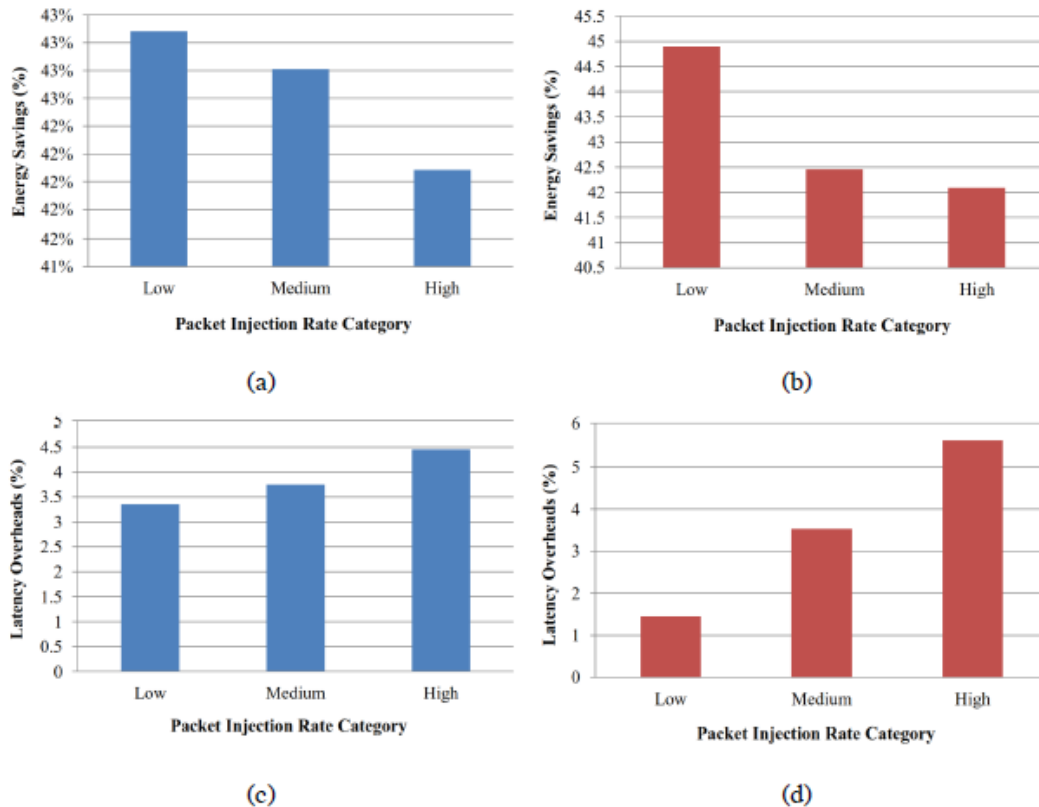 43%
43%
43%
43%
42%
42%
42%
42%
42%
41%
Energy Savings (%)
Low Medium High
Packet Injection Rate Category
(a)
45.5
45
44.5
44
43.5
43
42.5
42
41.5
41
40.5
Energy Savings (%)
Low Medium High
Packet Injection Rate Category
(b)
5
4.5
4
3.5
3
2.5
2
1.5
1
0.5
0
Latency Overheads (%)
Low Medium High
Packet Injection Rate Category
(c)
6
5
4
3
2
1
0
Latency Overheads (%)
Low Medium High
Packet Injection Rate Category
(d)